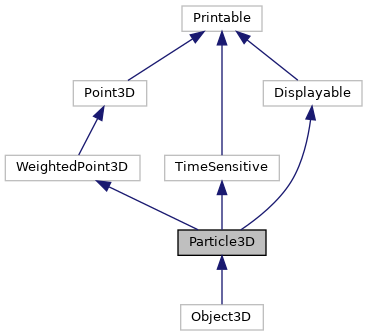 Printable
Point3D
Displayable
WeightedPoint3D
TimeSensitive
Particle3D
Object3D